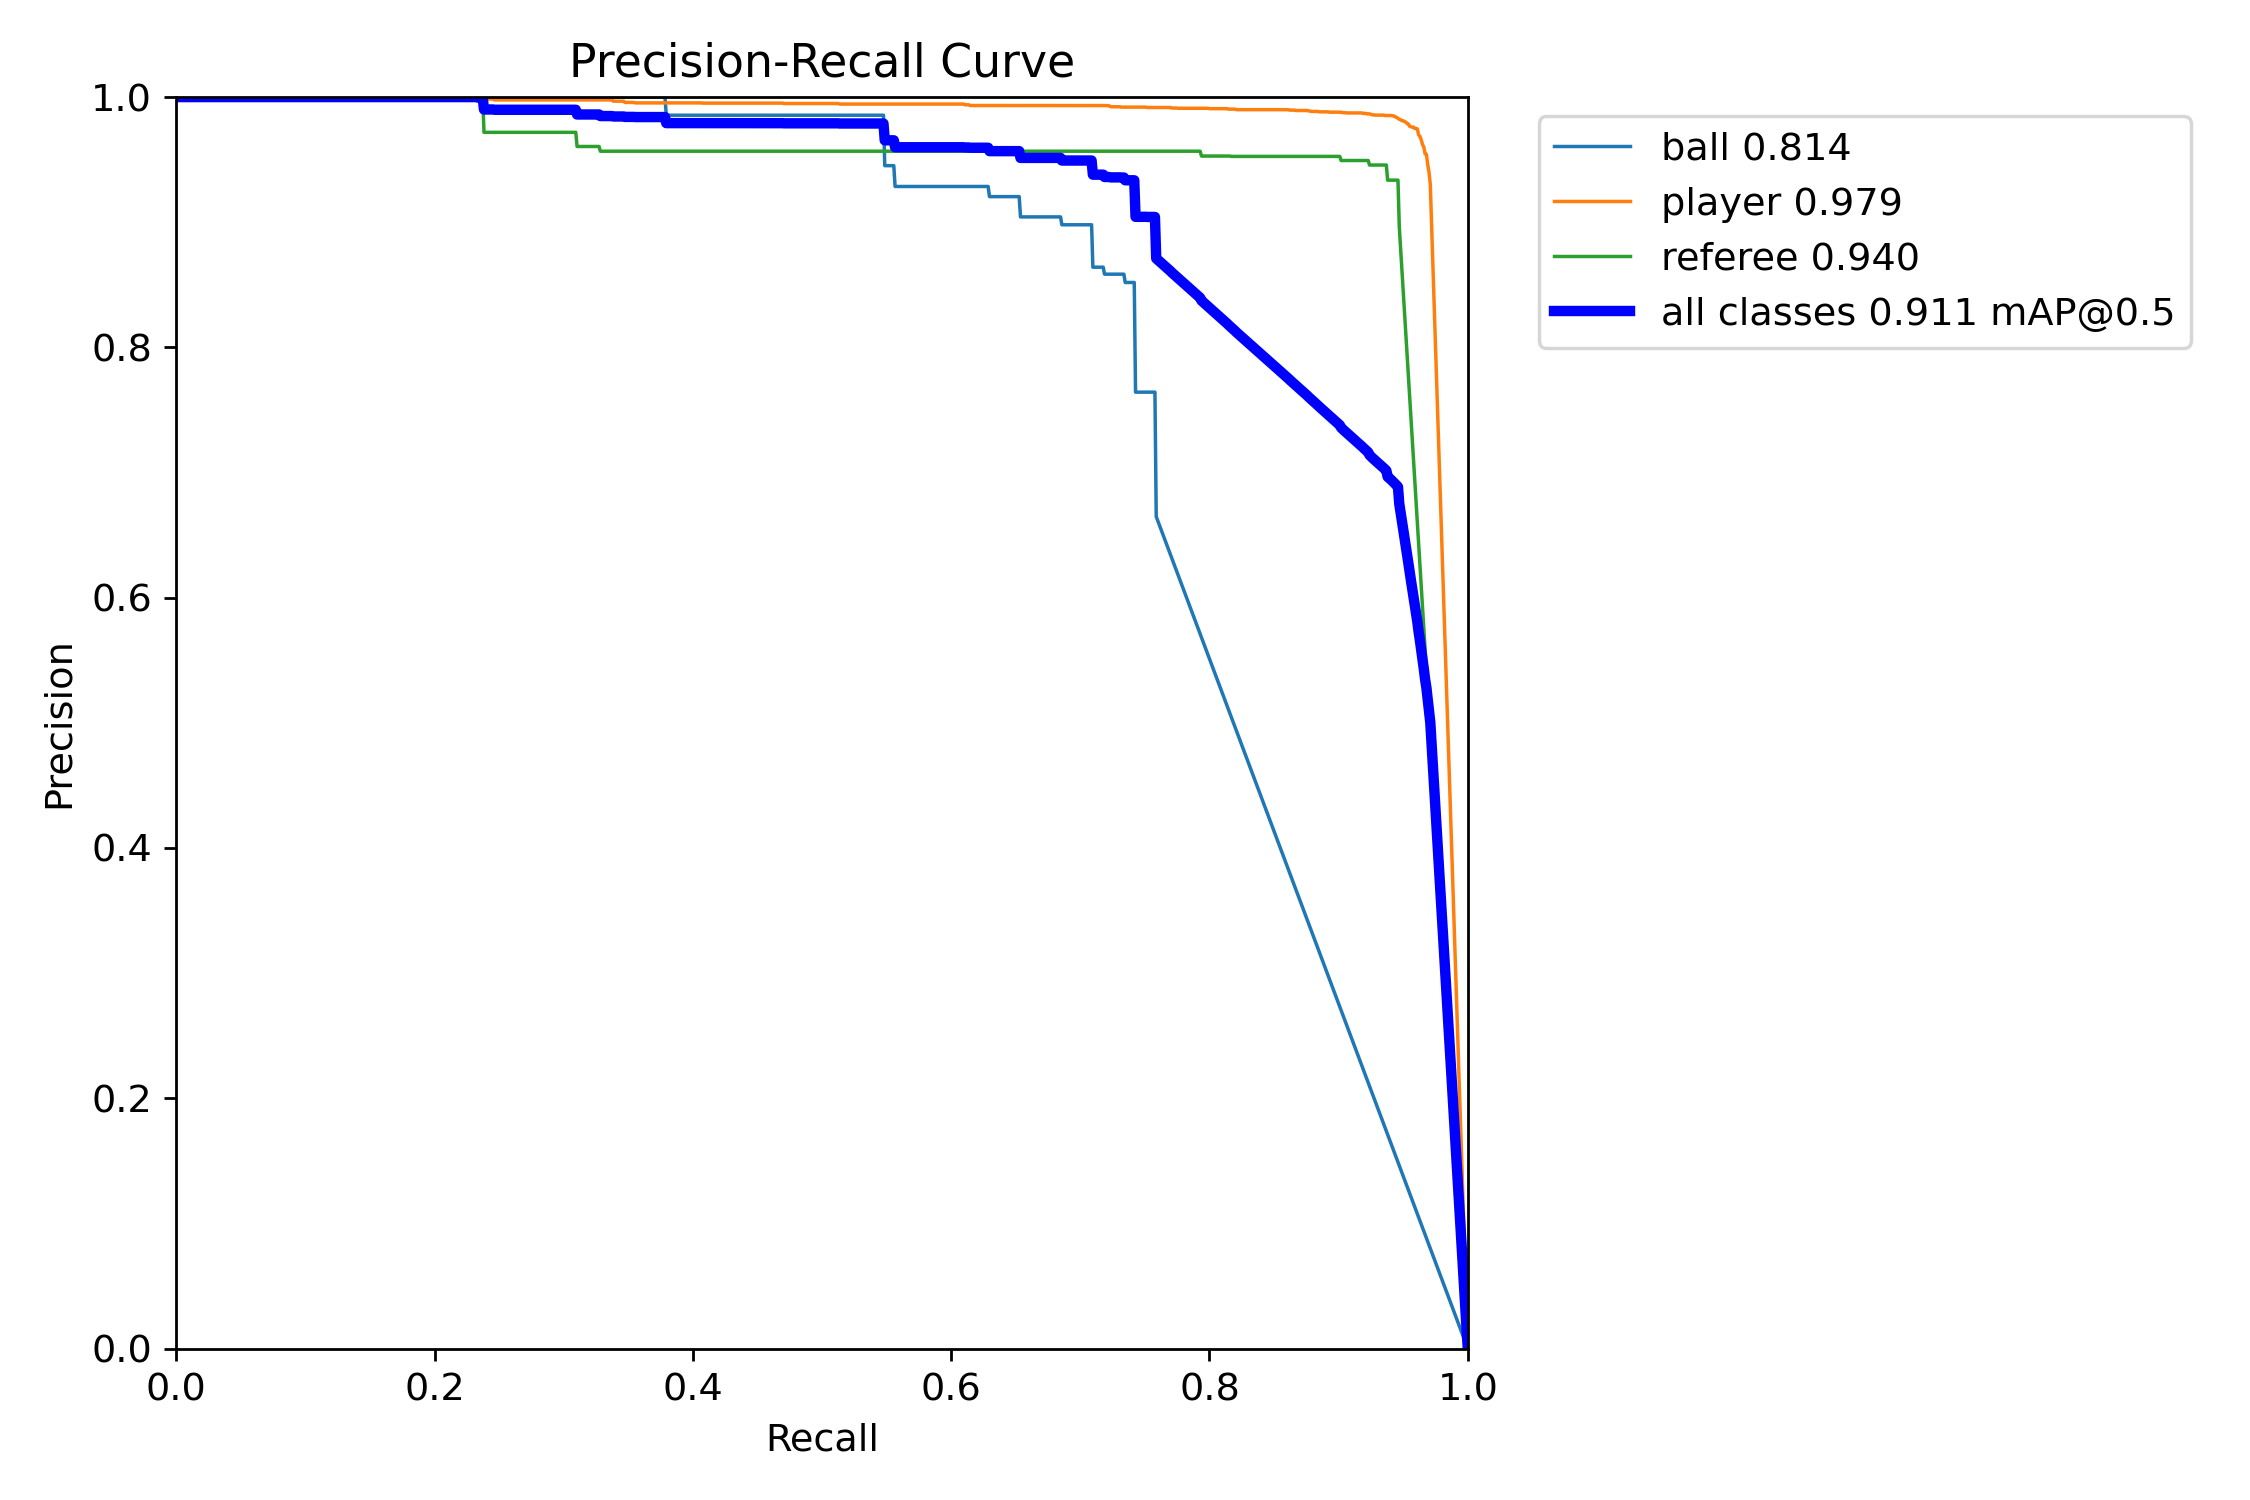 Precision-Recall Curve
1.0
0.8
0.6
0.4
0.2
0.0
Precision
0.0 0.2 0.4 0.6 0.8 1.0
Recall
ball 0.814
player 0.979
referee 0.940
all classes 0.911 mAP@0.5